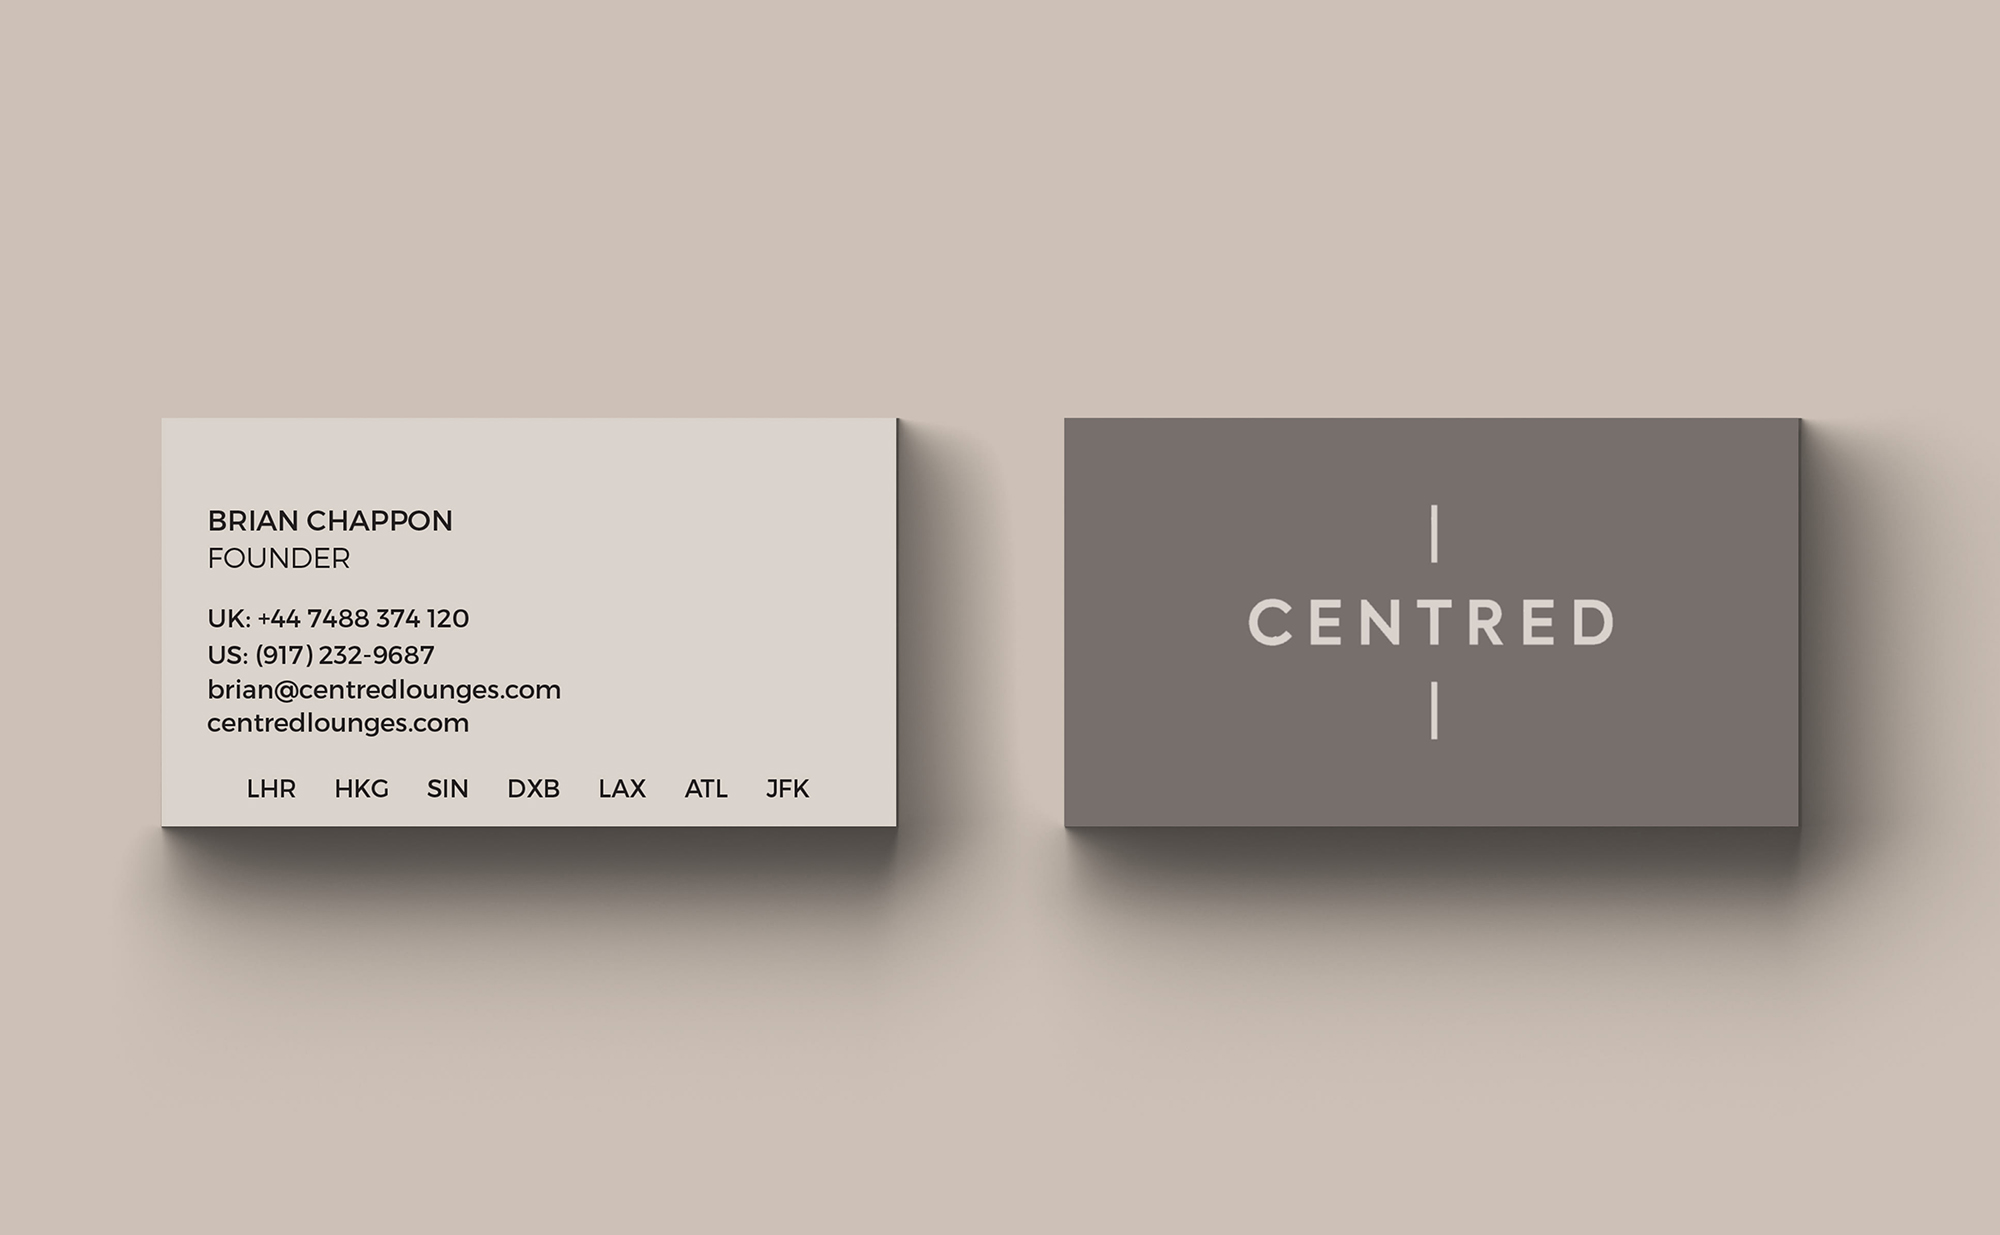 BRIAN CHAPPON
FOUNDER
UK: +44 7488 374 120
US: (917) 232-9687
brian@centredlounges.com
centredlounges.com
LHR HKG SIN DXB LAX ATL JFK
CENTRED